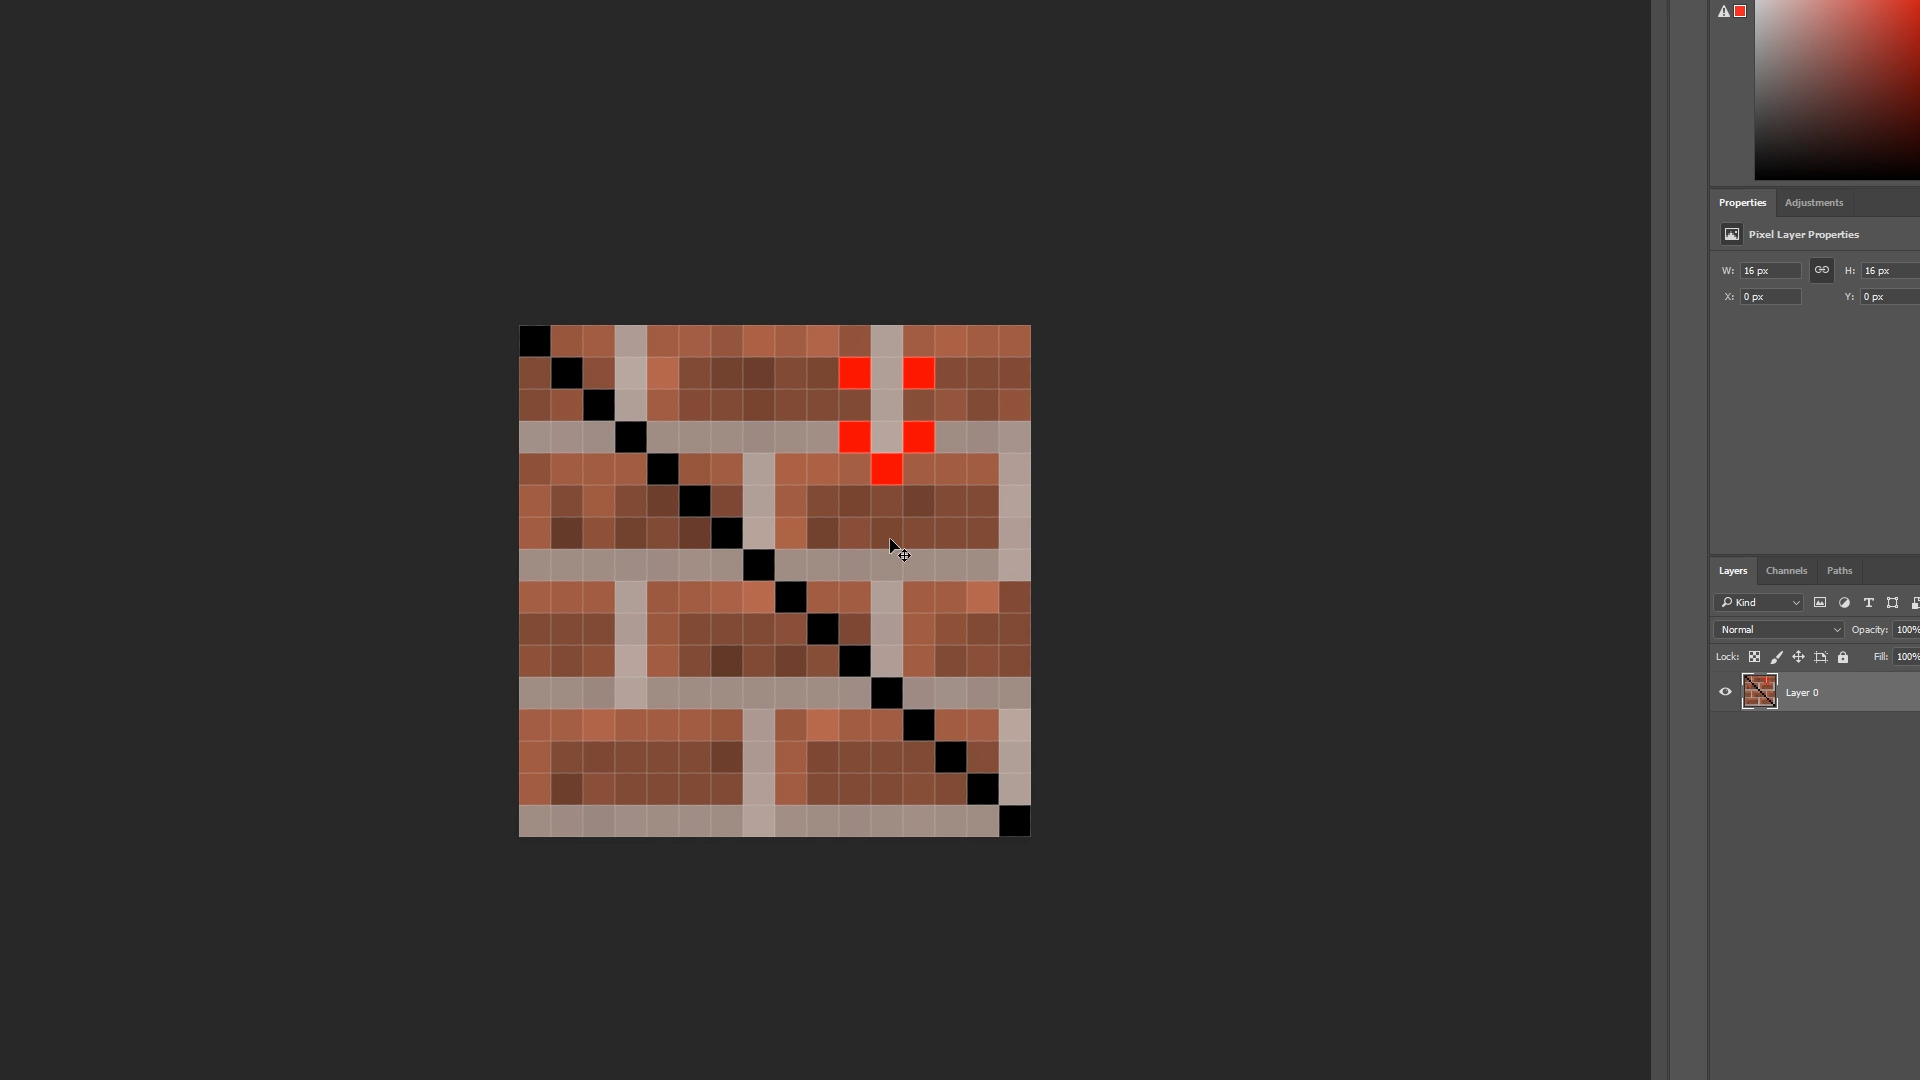 Properties Adjustments
Pixel Layer Properties
W: 16 px H: 16 px
X: 0 px Y: 0 px
Layers Channels Paths
Kind
Normal Opacity: 100%
Lock: Fill: 100%
Layer 0